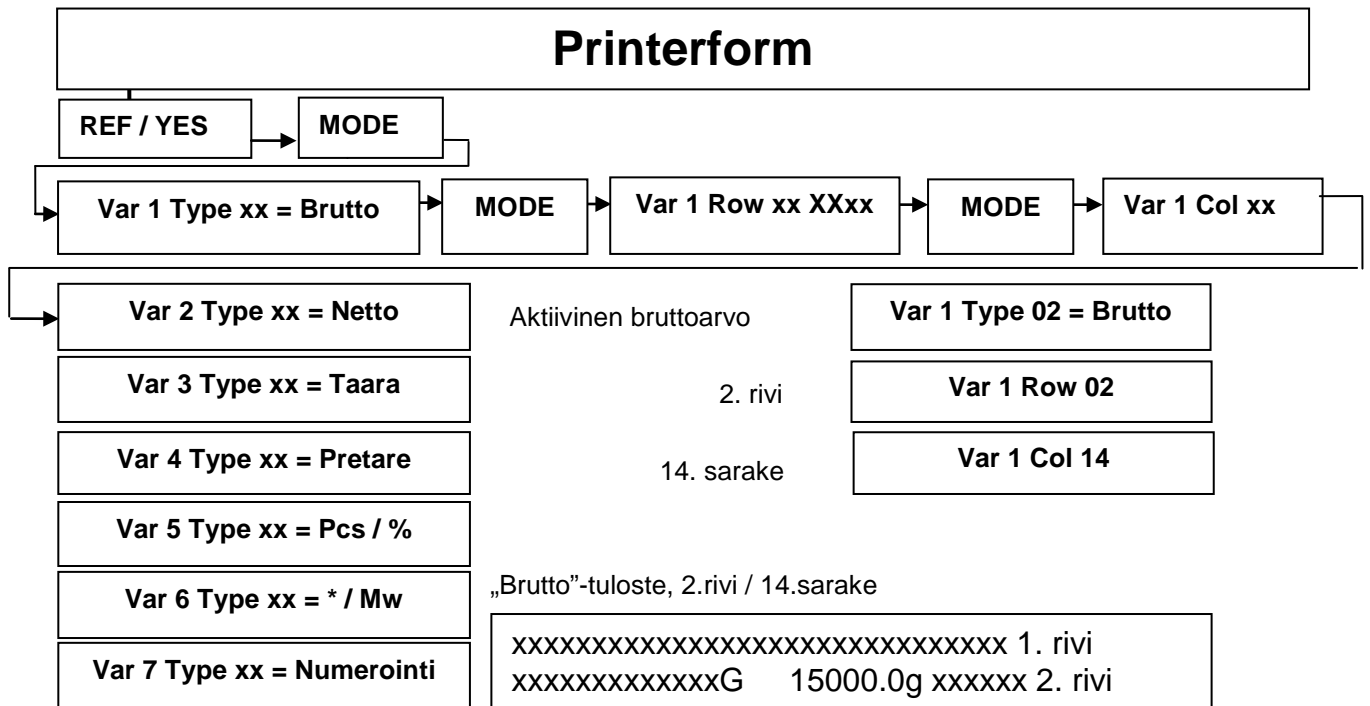 Printerform
REF / YES
MODE
Var 1 Type xx = Brutto
MODE
Var 1 Row xx XXxx
MODE
Var 1 Col xx
Var 2 Type xx = Netto
Aktiivinen bruttoarvo
Var 1 Type 02 = Brutto
Var 3 Type xx = Taara
2. rivi
Var 1 Row 02
Var 4 Type xx = Pretare
14. sarake
Var 1 Col 14
Var 5 Type xx = Pcs / %
Var 6 Type xx = * / Mw
„Brutto”-tuloste, 2.rivi / 14.sarake
Var 7 Type xx = Numerointi
xxxxxxxxxxxxxxxxxxxxxxxxxxxxxxx 1. rivi
xxxxxxxxxxxxxG 15000.0g xxxxxx 2. rivi